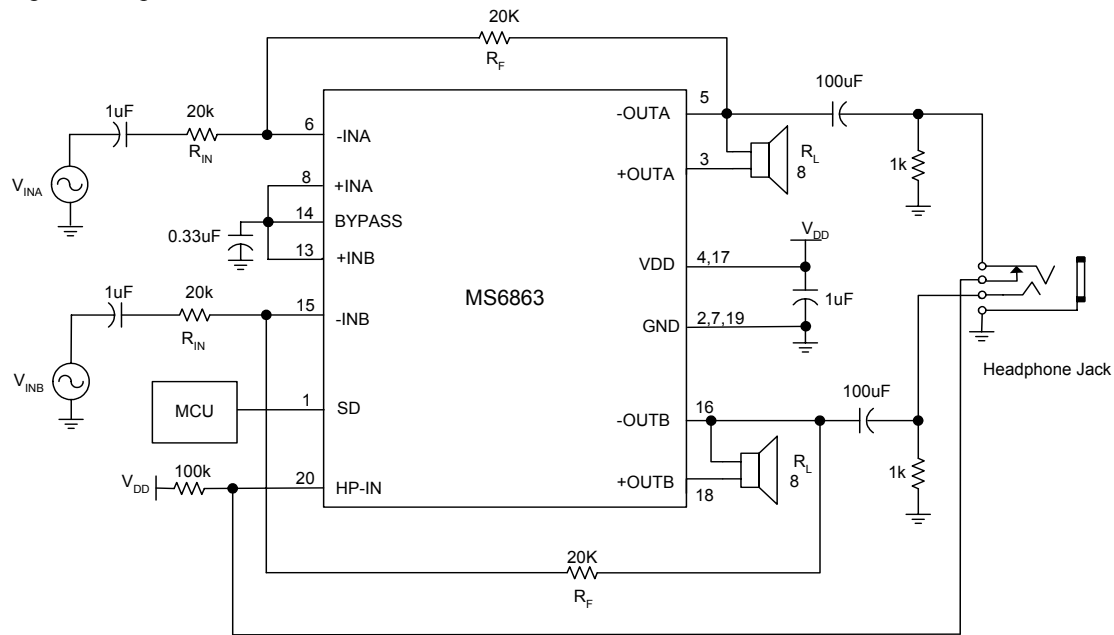 20K
R_F
100uF
1uF
20k
6
-INA
R_IN
V_INA
5
-OUTA
3
+OUTA
R_L
8
1k
8
+INA
14
BYPASS
0.33uF
13
+INB
V_DD
4,17
VDD
1uF
MS6863
1uF
20k
15
-INB
R_IN
V_INB
2,7,19
GND
Headphone Jack
MCU
1
SD
100uF
16
-OUTB
R_L
8
+OUTB
18
1k
V_DD
100k
20
HP-IN
20K
R_F